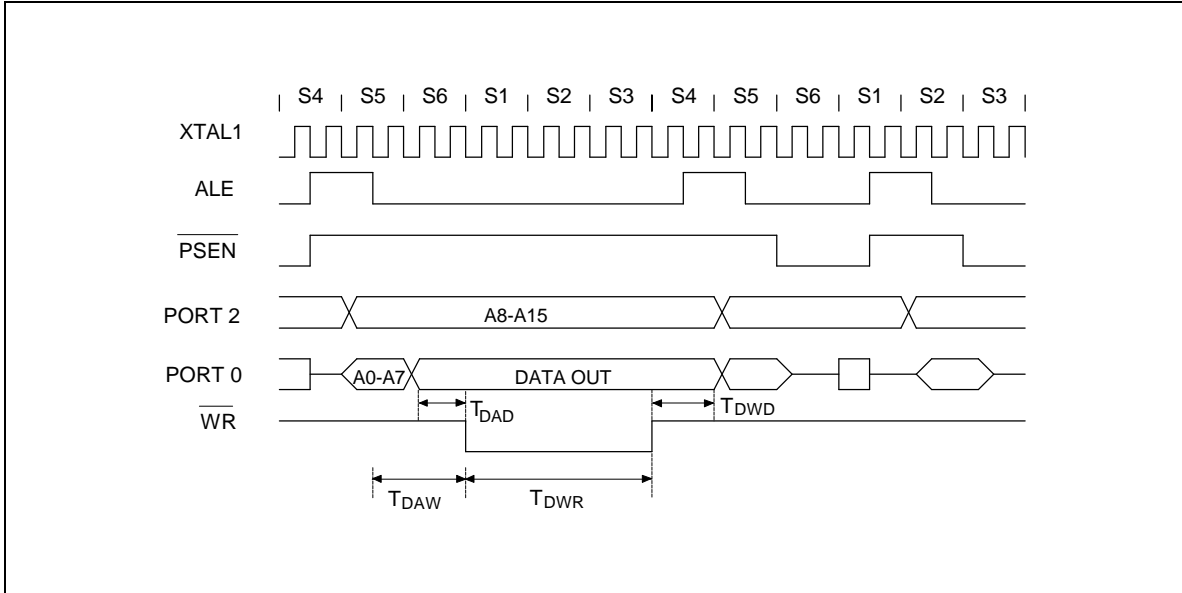 S4 S5 S6 S1 S2 S3 S4 S5 S6 S1 S2 S3
XTAL1
ALE
PSEN
PORT 2 A8-A15
PORT 0 A0-A7 DATA OUT
WR TDAD TDWD
TDAW TDWR